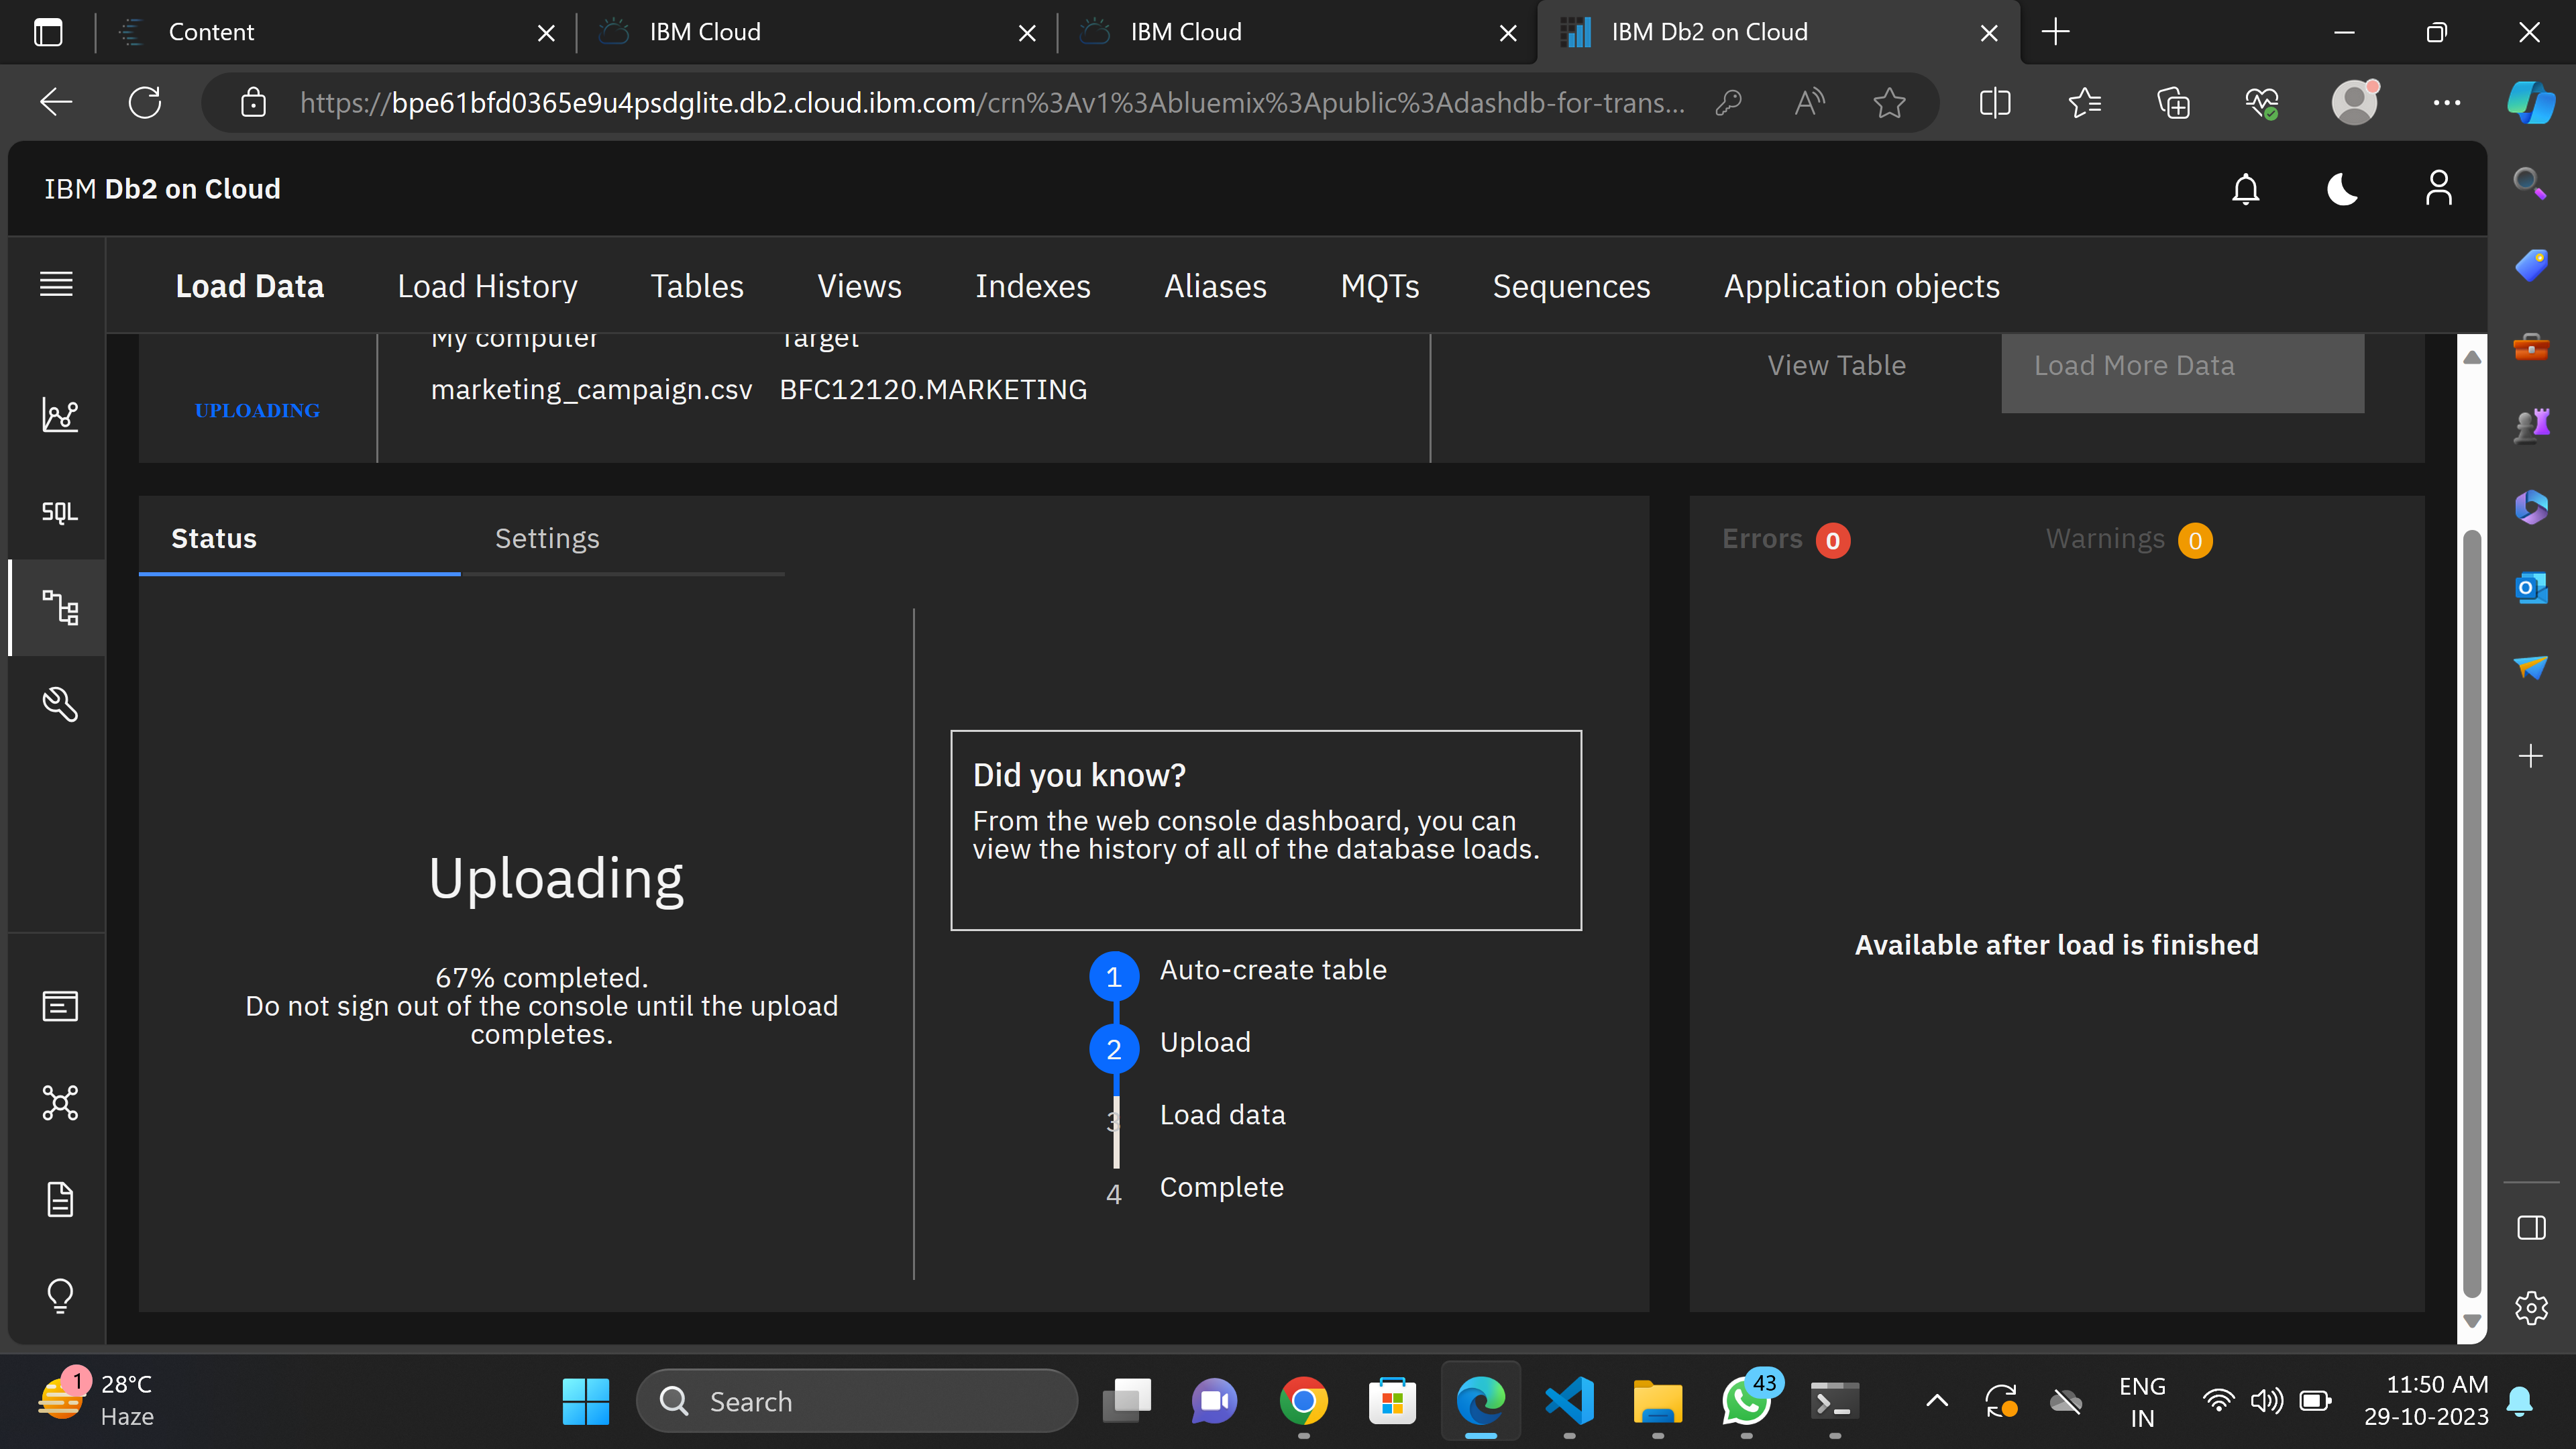 Content
IBM Cloud
IBM Cloud
IBM Db2 on Cloud
https://bpe61bfd0365e9u4psdglite.db2.cloud.ibm.com/crn%3Av1%3Abluemix%3Apublic%3Adashdb-for-trans...
IBM Db2 on Cloud
Load Data Load History Tables Views Indexes Aliases MQTs Sequences Application objects
SQL
My computer Target
marketing_campaign.csv BFC12120.MARKETING
UPLOADING
View Table
Load More Data
Status Settings
Errors 0
Warnings 0
Uploading
67% completed.
Do not sign out of the console until the upload
completes.
Did you know?
From the web console dashboard, you can
view the history of all of the database loads.
1 Auto-create table
2 Upload
3 Load data
4 Complete
Available after load is finished
1
28°C
Haze
Search
43
ENG
IN
11:50 AM
29-10-2023